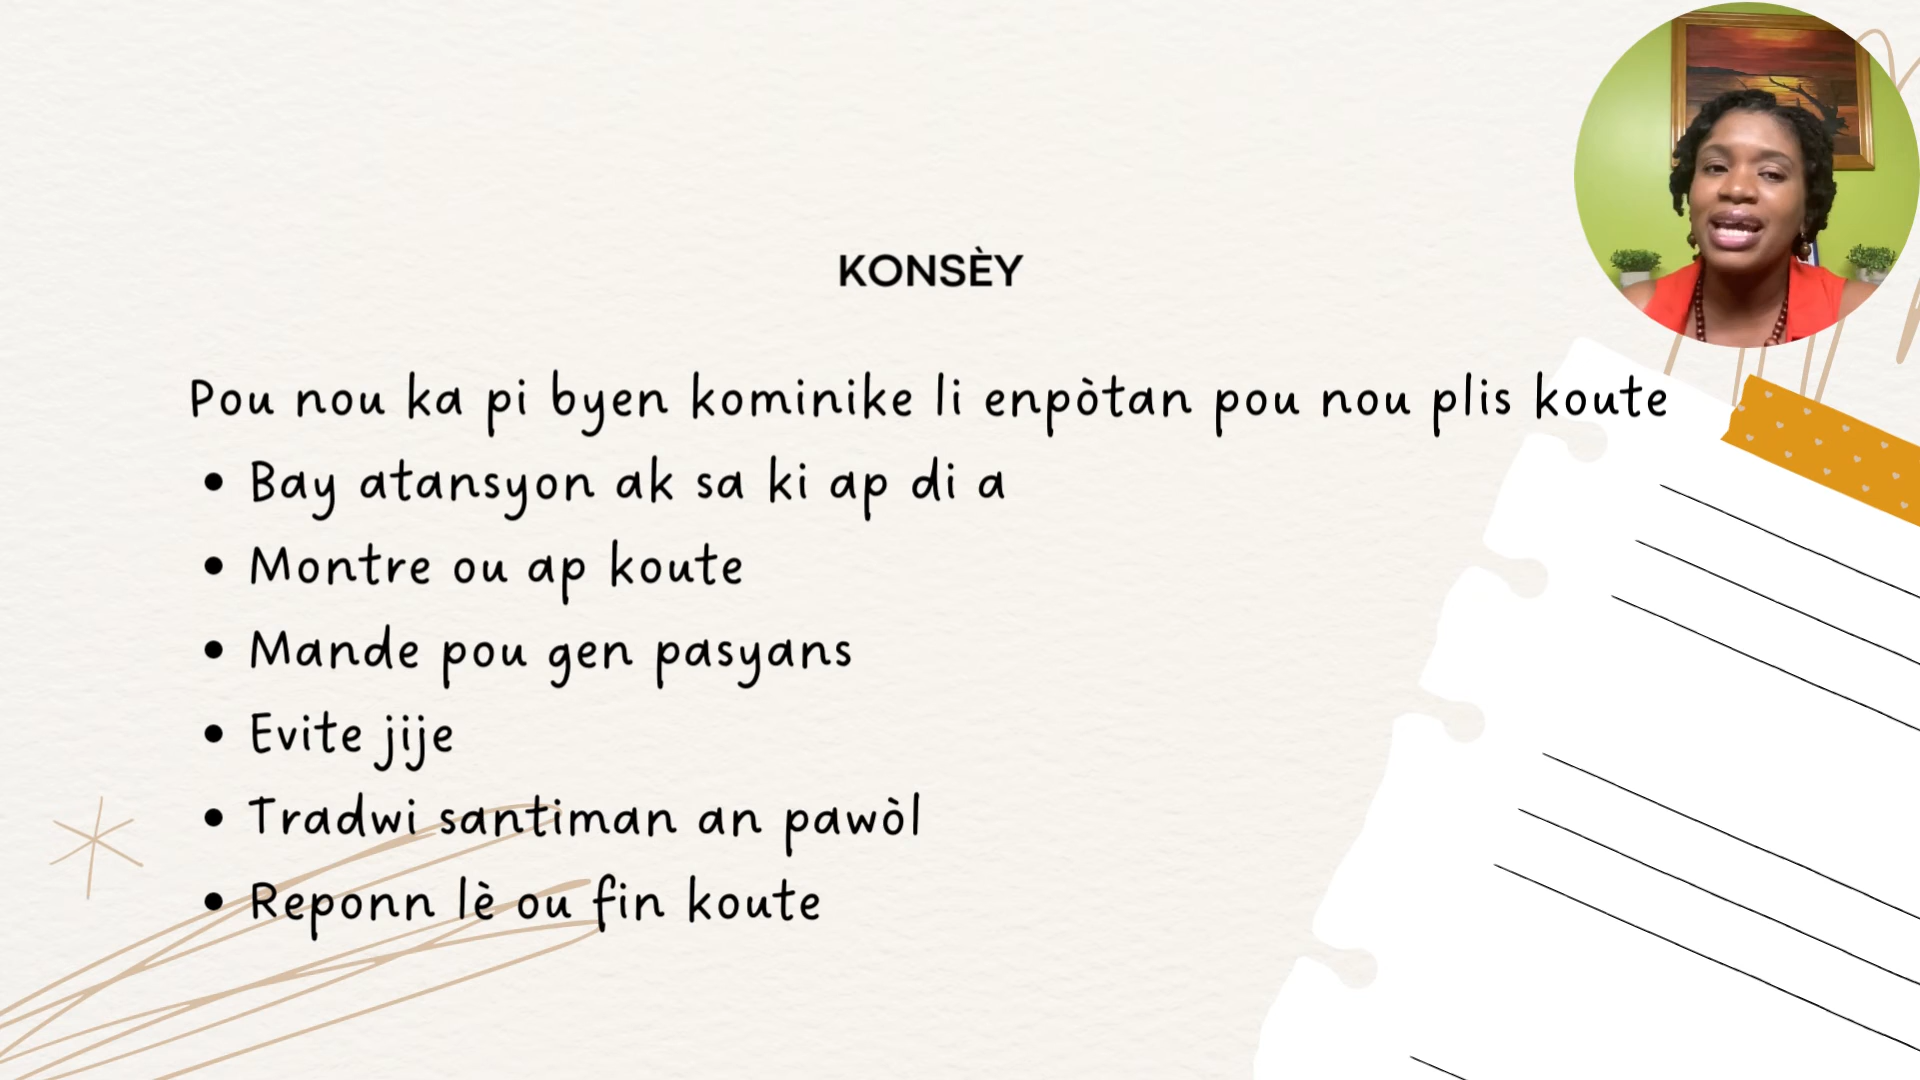 KONSÈY
Pou nou ka pi byen kominike li enpòtan pou nou plis koute
• Bay atansyon ak sa ki ap di a
• Montre ou ap koute
• Mande pou gen pasyans
• Evite jije
• Tradwi santiman an pawòl
• Reponn lè ou fin koute